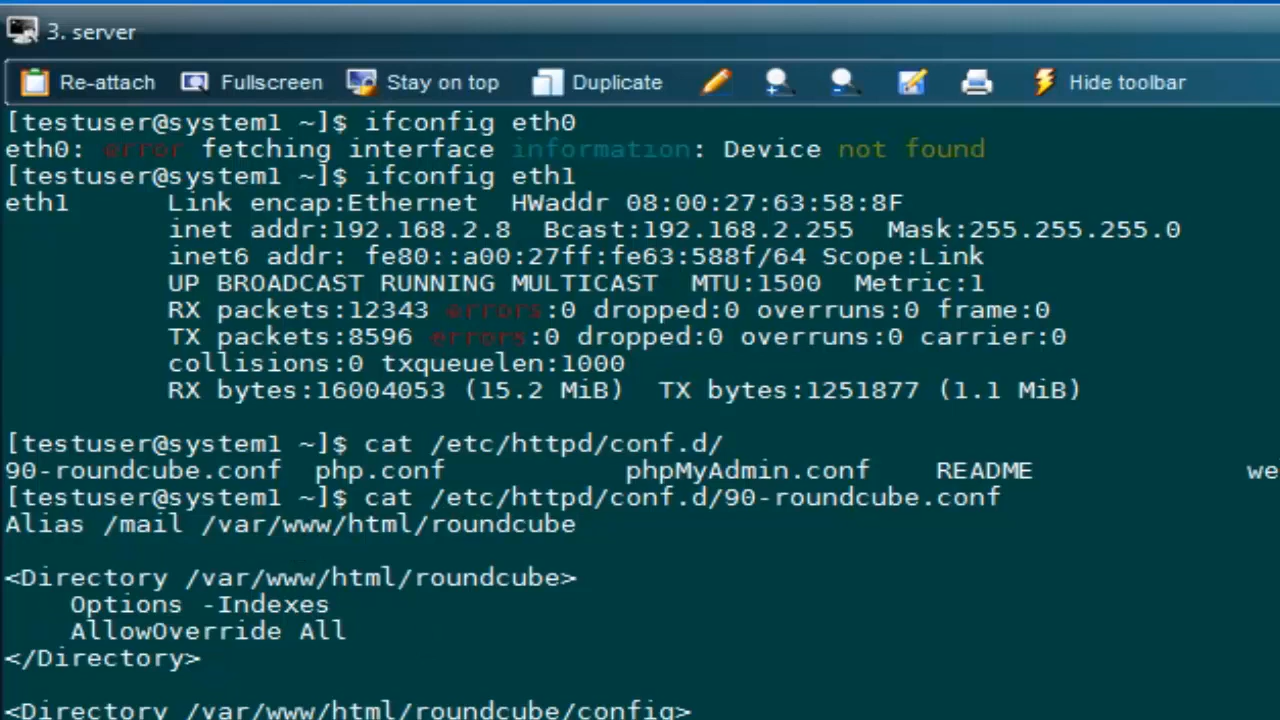 3. server
Re-attach Fullscreen Stay on top Duplicate Hide toolbar
[testuser@system1 ~]$ ifconfig eth0
eth0: error fetching interface information: Device not found
[testuser@system1 ~]$ ifconfig eth1
eth1      Link encap:Ethernet  HWaddr 08:00:27:63:58:8F
          inet addr:192.168.2.8  Bcast:192.168.2.255  Mask:255.255.255.0
          inet6 addr: fe80::a00:27ff:fe63:588f/64 Scope:Link
          UP BROADCAST RUNNING MULTICAST  MTU:1500  Metric:1
          RX packets:12343 errors:0 dropped:0 overruns:0 frame:0
          TX packets:8596 errors:0 dropped:0 overruns:0 carrier:0
          collisions:0 txqueuelen:1000
          RX bytes:16004053 (15.2 MiB)  TX bytes:1251877 (1.1 MiB)
[testuser@system1 ~]$ cat /etc/httpd/conf.d/
90-roundcube.conf  php.conf           phpMyAdmin.conf    README             we
[testuser@system1 ~]$ cat /etc/httpd/conf.d/90-roundcube.conf
Alias /mail /var/www/html/roundcube
<Directory /var/www/html/roundcube>
    Options -Indexes
    AllowOverride All
</Directory>
<Directory /var/www/html/roundcube/config>